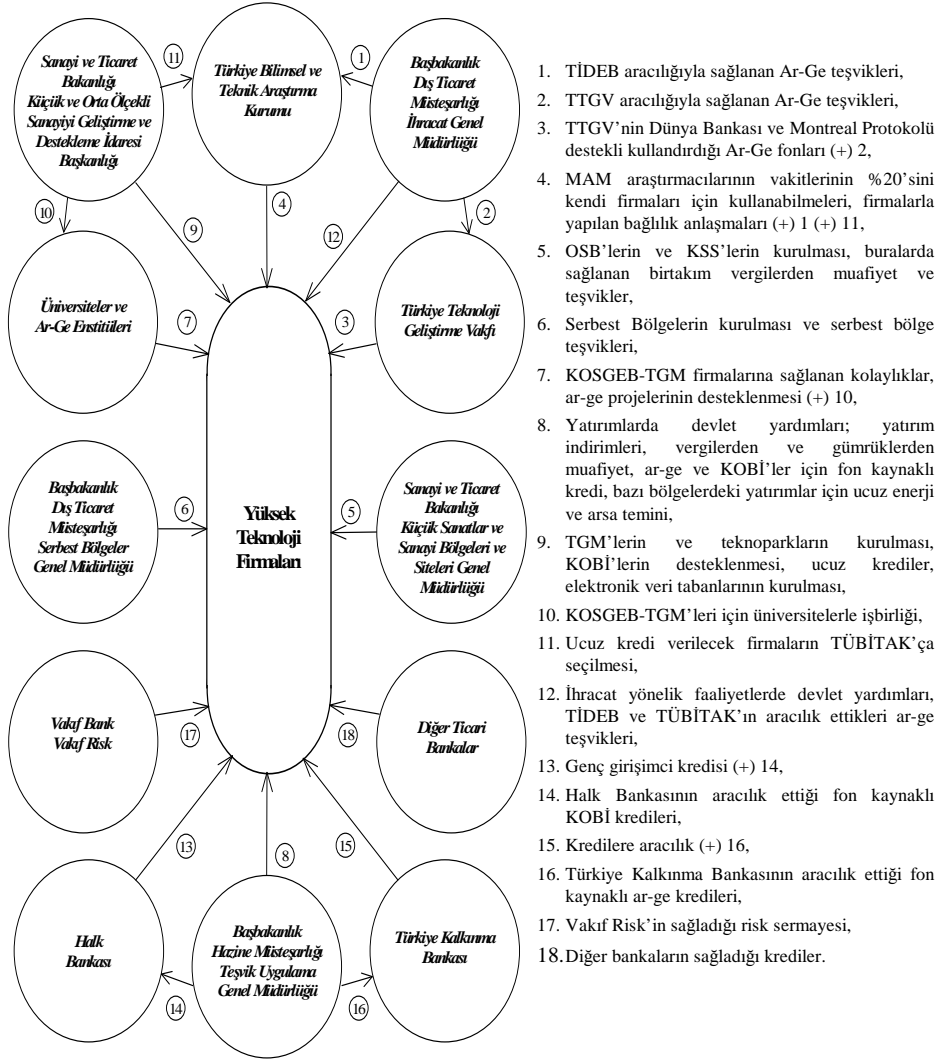 Sanayi ve Ticaret
Bakanlığı
Küçük ve Orta Ölçekli
Sanayiyi Geliştirme ve
Destekleme İdaresi
Başkanlığı
11
Türkiye Bilimsel ve
Teknik Araştırma
Kurumu
1
Başbakanlık
Dış Ticaret
Müsteşarlığı
İhracat Genel
Müdürlüğü
10
9
4
12
2
Üniversiteler ve
Ar-Ge Enstitüleri
7
3
Türkiye Teknoloji
Geliştirme Vakfı
Başbakanlık
Dış Ticaret
Müsteşarlığı
Serbest Bölgeler
Genel Müdürlüğü
6
Yüksek
Teknoloji
Firmaları
5
Sanayi ve Ticaret
Bakanlığı
Küçük Sanatlar ve
Sanayi Bölgeleri ve
Siteleri Genel
Müdürlüğü
Vakıf Bank
Vakıf Risk
17
18
Diğer Ticari
Bankalar
13
8
15
Halk
Bankası
14
Başbakanlık
Hazine Müsteşarlığı
Teşvik Uygulama
Genel Müdürlüğü
16
Türkiye Kalkınma
Bankası
1. TİDEB aracılığıyla sağlanan Ar-Ge teşvikleri,
2. TTGV aracılığıyla sağlanan Ar-Ge teşvikleri,
3. TTGV'nin Dünya Bankası ve Montreal Protokolü
destekli kullandırdığı Ar-Ge fonları (+) 2,
4. MAM araştırmacılarının vakitlerinin %20'sini
kendi firmaları için kullanabilmeleri, firmalarla
yapılan bağlılık anlaşmaları (+) 1 (+) 11,
5. OSB'lerin ve KSS'lerin kurulması, buralarda
sağlanan birtakım vergilerden muafiyet ve
teşvikler,
6. Serbest Bölgelerin kurulması ve serbest bölge
teşvikleri,
7. KOSGEB-TGM firmalarına sağlanan kolaylıklar,
ar-ge projelerinin desteklenmesi (+) 10,
8. Yatırımlarda devlet yardımları; yatırım
indirimleri, vergilerden ve gümrüklerden
muafiyet, ar-ge ve KOBİ'ler için fon kaynaklı
kredi, bazı bölgelerdeki yatırımlar için ucuz enerji
ve arsa temini,
9. TGM'lerin ve teknoparkların kurulması,
KOBİ'lerin desteklenmesi, ucuz krediler,
elektronik veri tabanlarının kurulması,
10. KOSGEB-TGM'leri için üniversitelerle işbirliği,
11. Ucuz kredi verilecek firmaların TÜBİTAK'ça
seçilmesi,
12. İhracat yönelik faaliyetlerde devlet yardımları,
TİDEB ve TÜBİTAK'ın aracılık ettikleri ar-ge
teşvikleri,
13. Genç girişimci kredisi (+) 14,
14. Halk Bankasının aracılık ettiği fon kaynaklı
KOBİ kredileri,
15. Kredilere aracılık (+) 16,
16. Türkiye Kalkınma Bankasının aracılık ettiği fon
kaynaklı ar-ge kredileri,
17. Vakıf Risk'in sağladığı risk sermayesi,
18. Diğer bankaların sağladığı krediler.